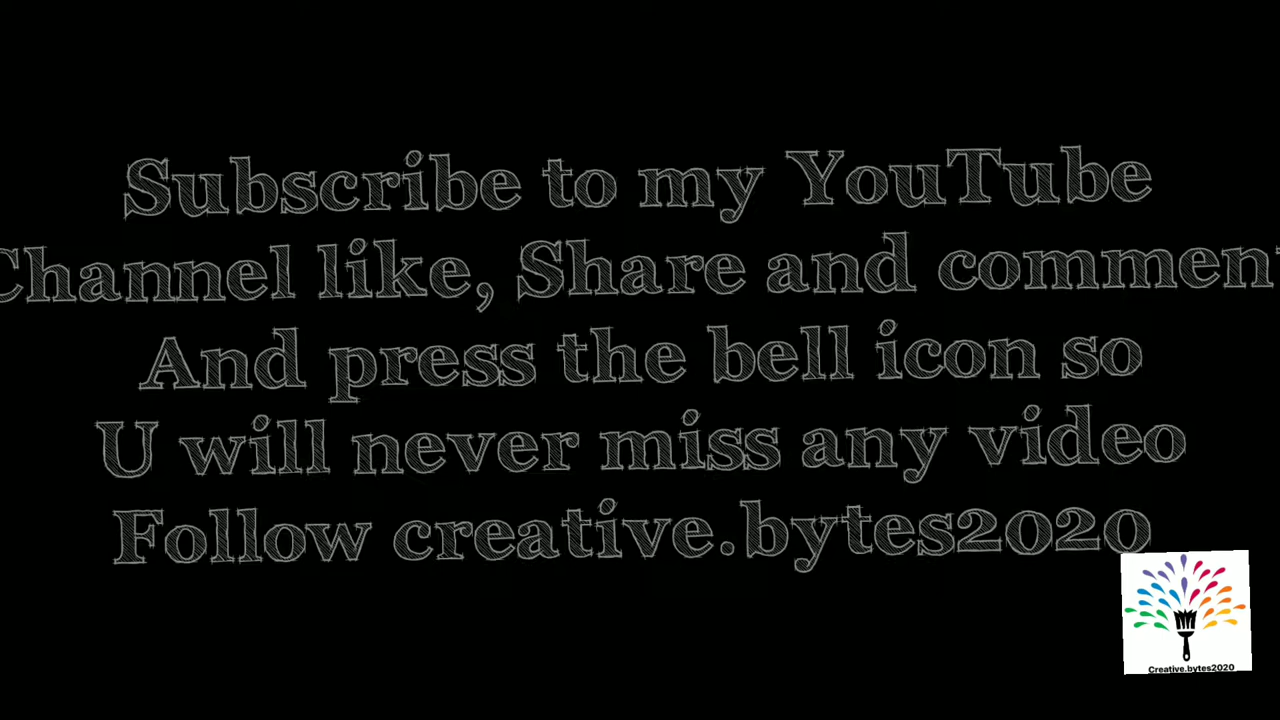 Subscribe to my YouTube
Channel like, Share and comment
And press the bell icon so
U will never miss any video
Follow creative.bytes2020
Creative.bytes2020